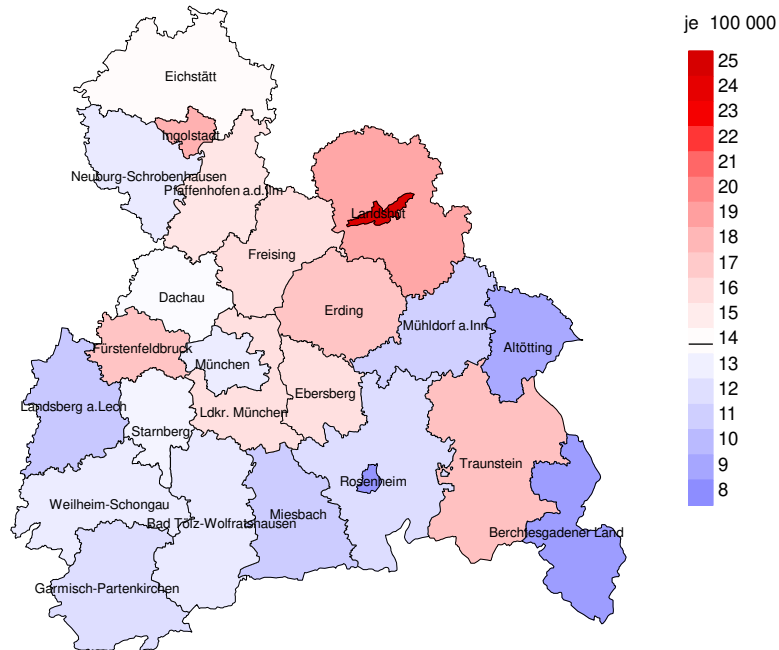 je 100 000
25
24
23
22
21
20
19
18
17
16
15
14
13
12
11
10
9
8
Eichstätt
Ingolstadt
Neuburg-Schrobenhausen
Pfaffenhofen a.d.Ilm
Landshut
Freising
Dachau
Erding
Mühldorf a.Inn
Altötting
Fürstenfeldbruck
München
Ebersberg
Landsberg a.Lech
Ldkr. München
Starnberg
Traunstein
Rosenheim
Weilheim-Schongau
Miesbach
Bad Tölz-Wolfratshausen
Berchtesgadener Land
Garmisch-Partenkirchen